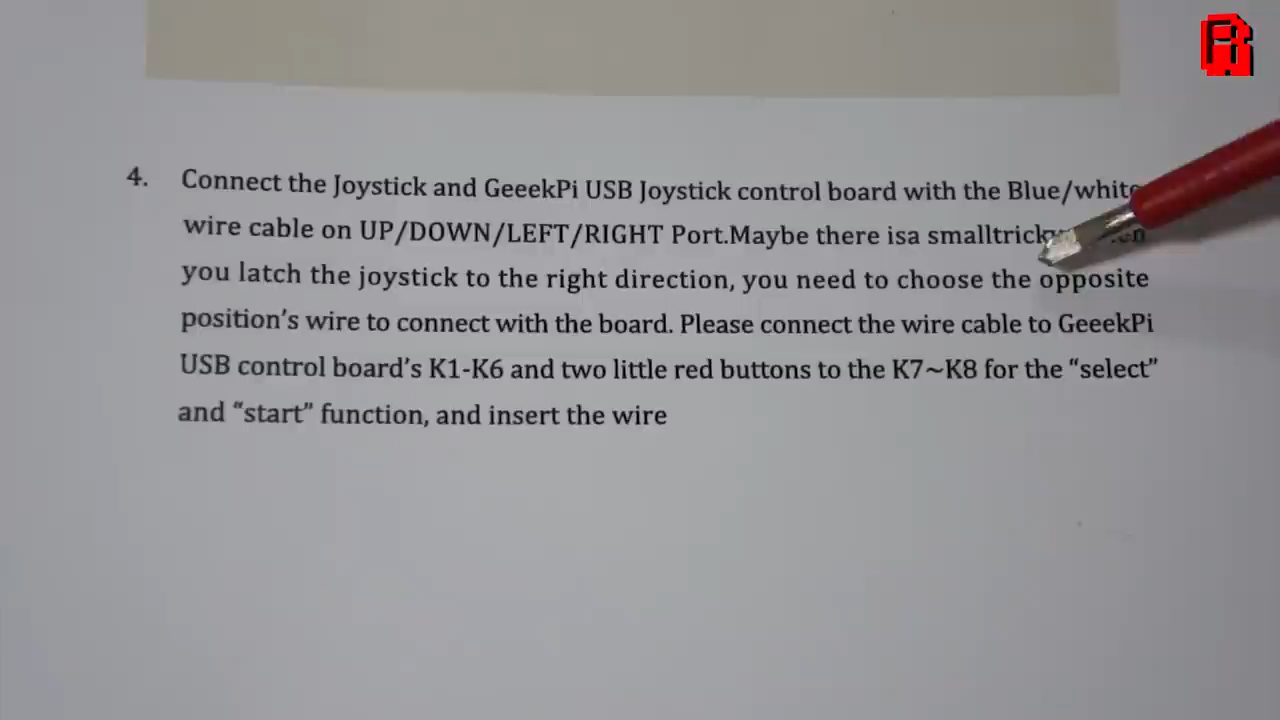 4. Connect the Joystick and GeeekPi USB Joystick control board with the Blue/white
wire cable on UP/DOWN/LEFT/RIGHT Port.Maybe there isa smalltricky
you latch the joystick to the right direction, you need to choose the opposite
position's wire to connect with the board. Please connect the wire cable to GeeekPi
USB control board's K1-K6 and two little red buttons to the K7~K8 for the “select”
and “start” function, and insert the wire